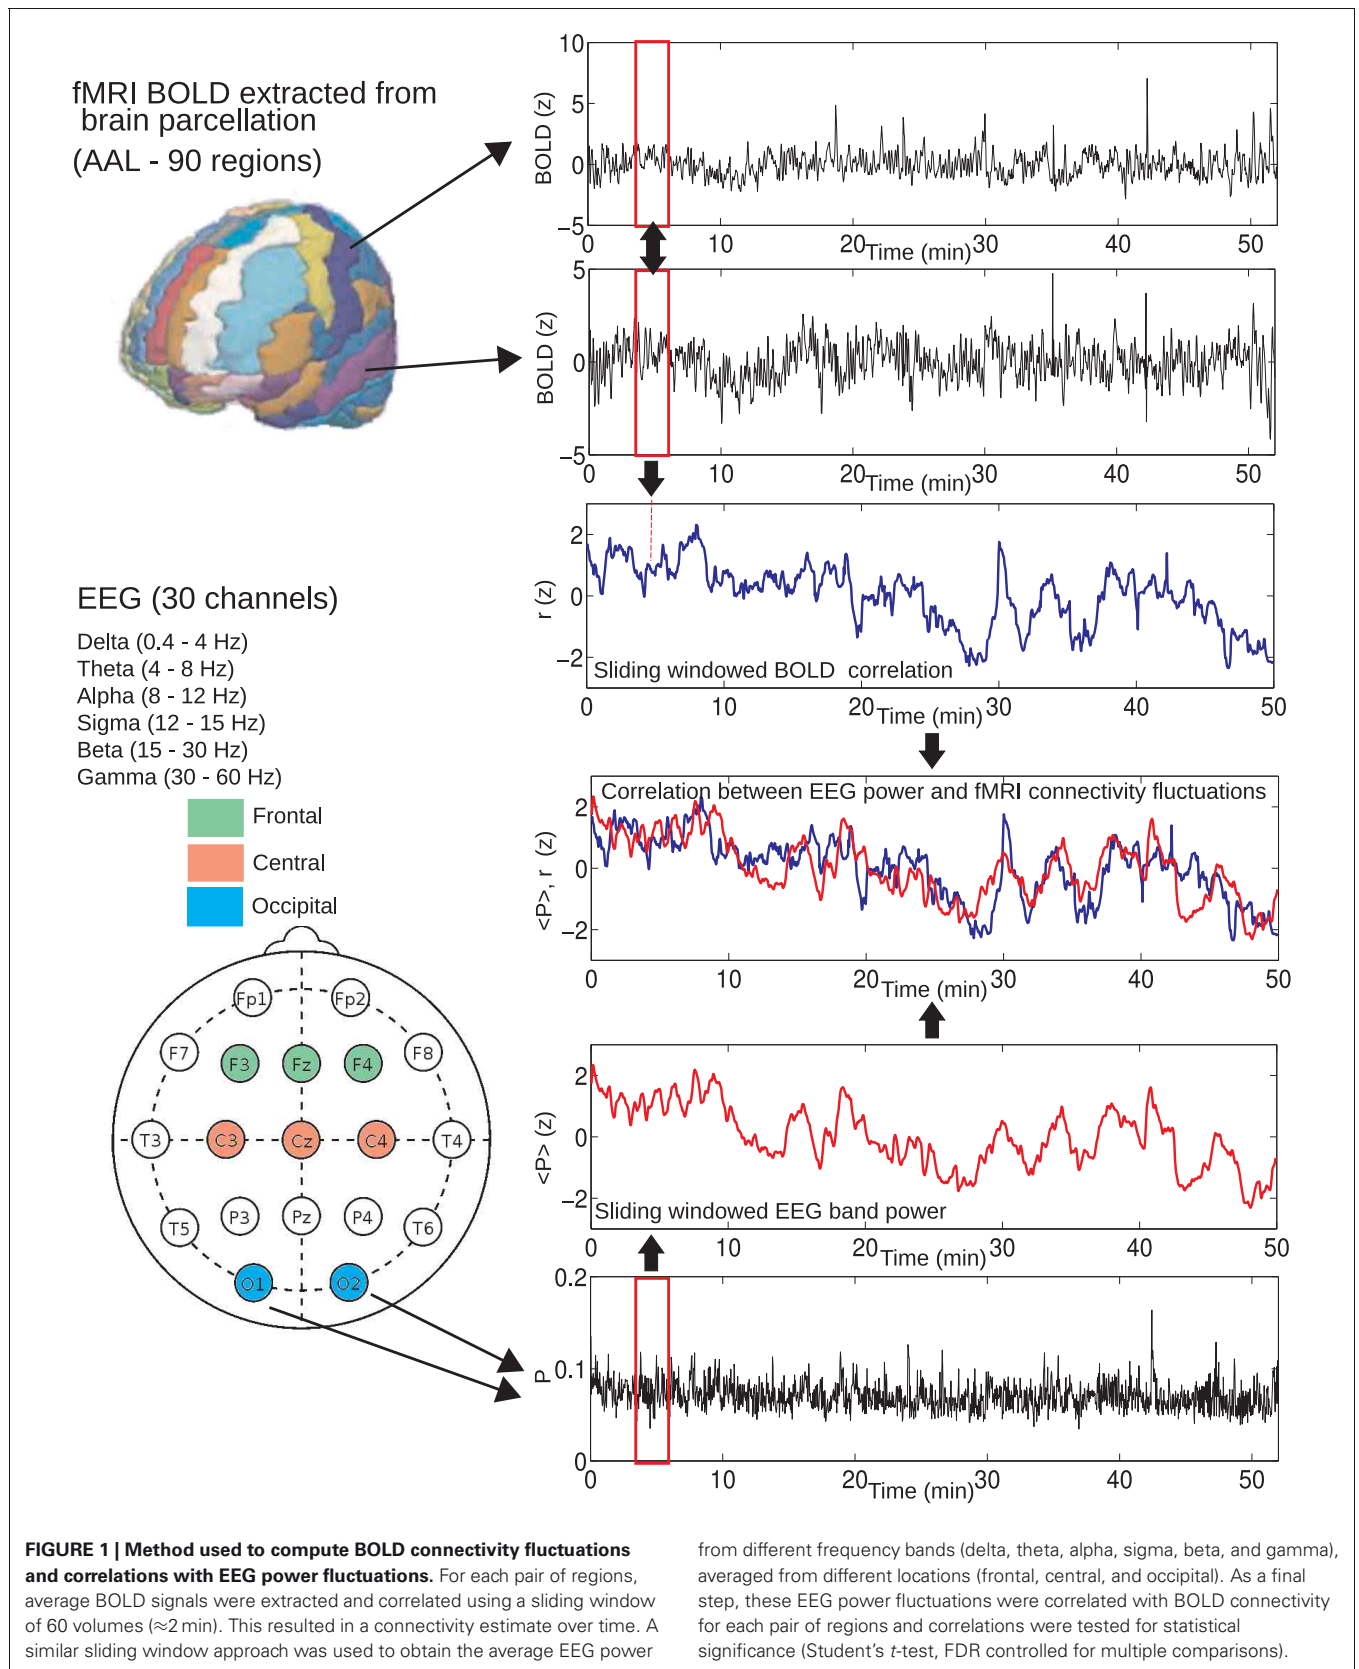 fMRI BOLD extracted from
brain parcellation
(AAL - 90 regions)
10
5
0
−5
BOLD (z)
0 10 20 30 40 50
Time (min)
5
0
−5
BOLD (z)
0 10 20 30 40 50
Time (min)
2
0
−2
r (z)
Sliding windowed BOLD correlation
0 10 20 30 40 50
Time (min)
EEG (30 channels)
Delta (0.4 - 4 Hz)
Theta (4 - 8 Hz)
Alpha (8 - 12 Hz)
Sigma (12 - 15 Hz)
Beta (15 - 30 Hz)
Gamma (30 - 60 Hz)
Frontal
Central
Occipital
Correlation between EEG power and fMRI connectivity fluctuations
2
0
−2
<P>, r (z)
0 10 20 30 40 50
Time (min)
Fp1 Fp2
F7 F3 Fz F4 F8
T3 C3 Cz C4 T4
T5 P3 Pz P4 T6
O1 O2
2
0
−2
<P> (z)
Sliding windowed EEG band power
0 10 20 30 40 50
Time (min)
0.2
0.1
0
P
0 10 20 30 40 50
Time (min)
FIGURE 1 | Method used to compute BOLD connectivity fluctuations
and correlations with EEG power fluctuations. For each pair of regions,
average BOLD signals were extracted and correlated using a sliding window
of 60 volumes (≈2 min). This resulted in a connectivity estimate over time. A
similar sliding window approach was used to obtain the average EEG power
from different frequency bands (delta, theta, alpha, sigma, beta, and gamma),
averaged from different locations (frontal, central, and occipital). As a final
step, these EEG power fluctuations were correlated with BOLD connectivity
for each pair of regions and correlations were tested for statistical
significance (Student's t-test, FDR controlled for multiple comparisons).